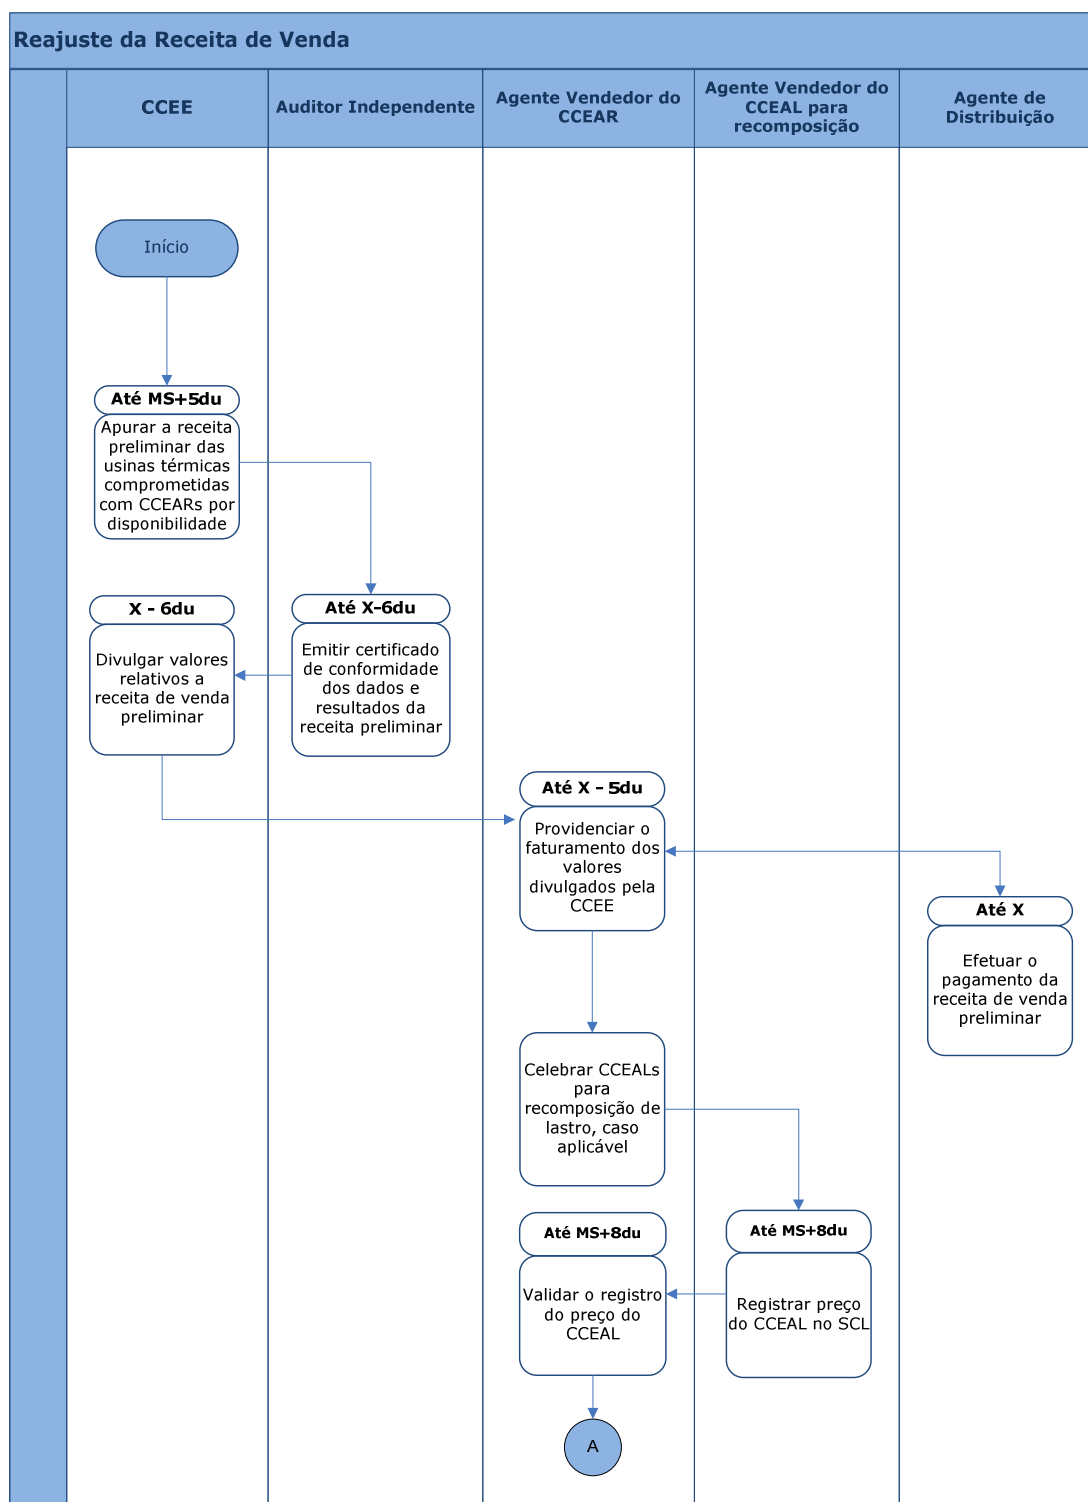 Reajuste da Receita de Venda
CCEE
Auditor Independente
Agente Vendedor do
CCEAR
Agente Vendedor do
CCEAL para
recomposição
Agente de
Distribuição
Início
Até MS+5du
Apurar a receita
preliminar das
usinas térmicas
comprometidas
com CCEARs por
disponibilidade
X - 6du
Divulgar valores
relativos a
receita de venda
preliminar
Até X-6du
Emitir certificado
de conformidade
dos dados e
resultados da
receita preliminar
Até X - 5du
Providenciar o
faturamento dos
valores
divulgados pela
CCEE
Até X
Efetuar o
pagamento da
receita de venda
preliminar
Celebrar CCEALs
para
recomposição de
lastro, caso
aplicável
Até MS+8du
Registrar preço
do CCEAL no SCL
Até MS+8du
Validar o registro
do preço do
CCEAL
A